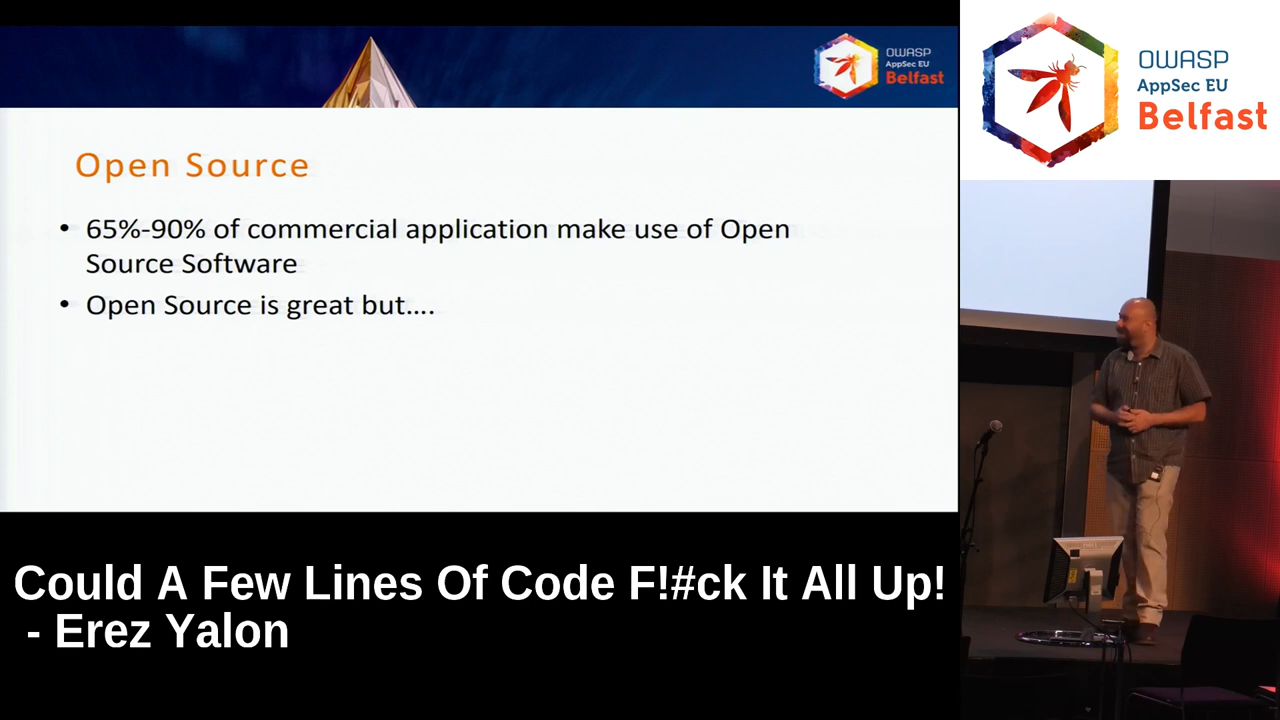 OWASP
AppSec EU
Belfast
OWASP
AppSec EU
Belfast
Open Source
• 65%-90% of commercial application make use of Open
Source Software
• Open Source is great but....
Could A Few Lines Of Code F!#ck It All Up!
- Erez Yalon